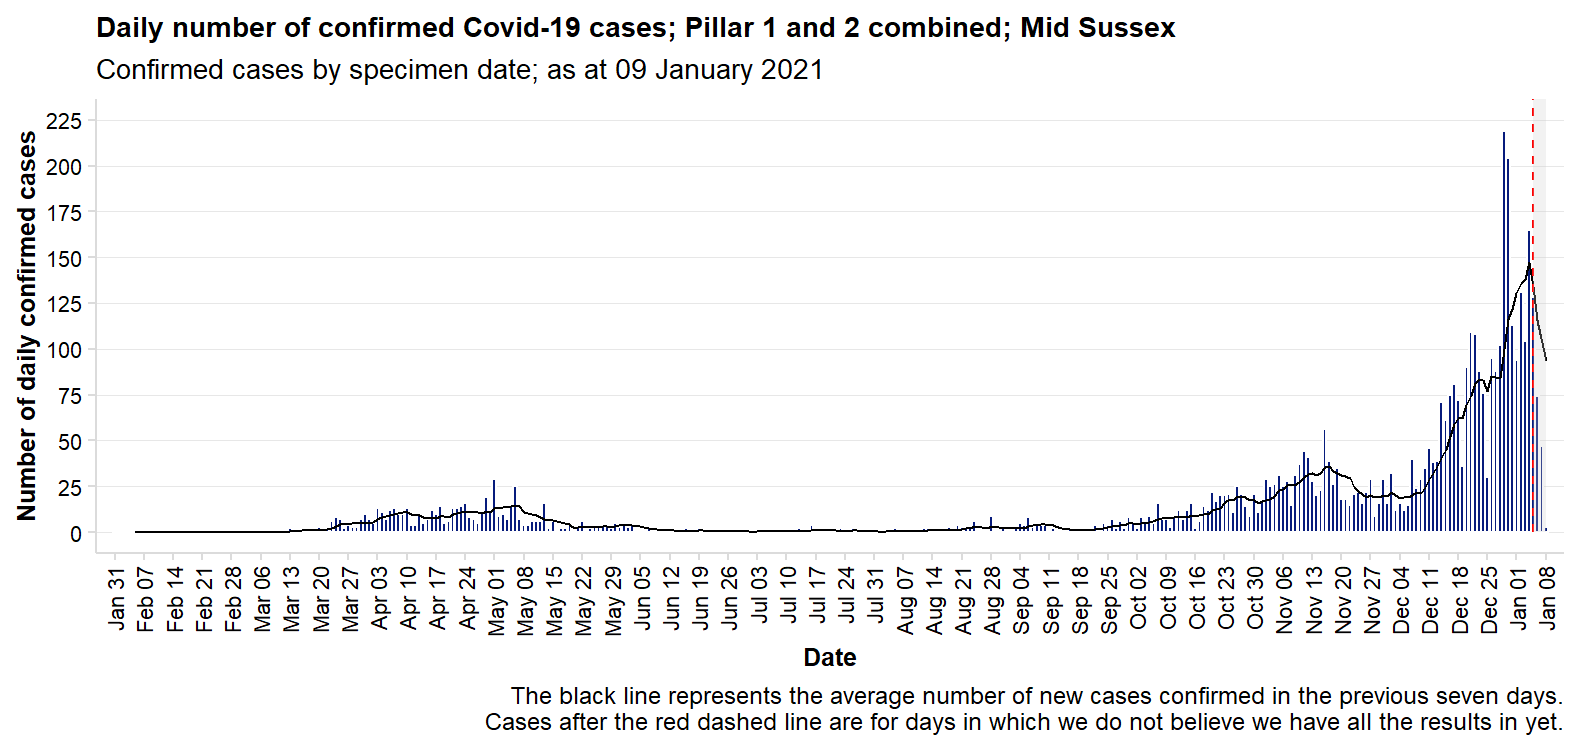 Daily number of confirmed Covid-19 cases; Pillar 1 and 2 combined; Mid Sussex
Confirmed cases by specimen date; as at 09 January 2021
Number of daily confirmed cases
225
200
175
150
125
100
75
50
25
0
Jan 31
Feb 07
Feb 14
Feb 21
Feb 28
Mar 06
Mar 13
Mar 20
Mar 27
Apr 03
Apr 10
Apr 17
Apr 24
May 01
May 08
May 15
May 22
May 29
Jun 05
Jun 12
Jun 19
Jun 26
Jul 03
Jul 10
Jul 17
Jul 24
Jul 31
Aug 07
Aug 14
Aug 21
Aug 28
Sep 04
Sep 11
Sep 18
Sep 25
Oct 02
Oct 09
Oct 16
Oct 23
Oct 30
Nov 06
Nov 13
Nov 20
Nov 27
Dec 04
Dec 11
Dec 18
Dec 25
Jan 01
Jan 08
Date
The black line represents the average number of new cases confirmed in the previous seven days.
Cases after the red dashed line are for days in which we do not believe we have all the results in yet.